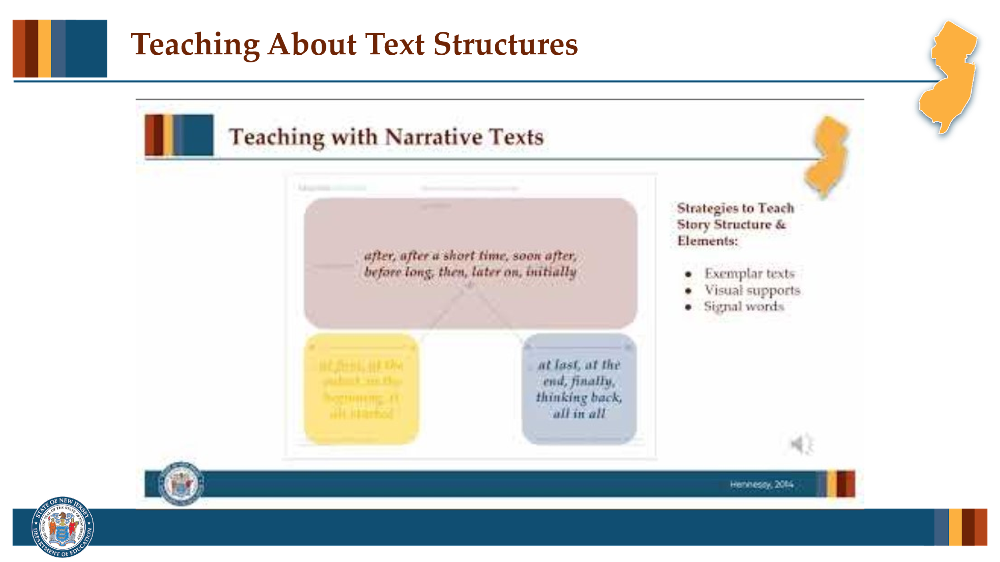 Teaching About Text Structures
Teaching with Narrative Texts
after, after a short time, soon after,
before long, then, later on, initially
at first, at the
outset, in the
beginning, it
all started
at last, at the
end, finally,
thinking back,
all in all
Strategies to Teach
Story Structure &
Elements:
● Exemplar texts
● Visual supports
● Signal words
Hennessy, 2014
STATE OF NEW JERSEY
THE GREAT SEAL OF THE STATE OF NEW JERSEY
DEPARTMENT OF EDUCATION